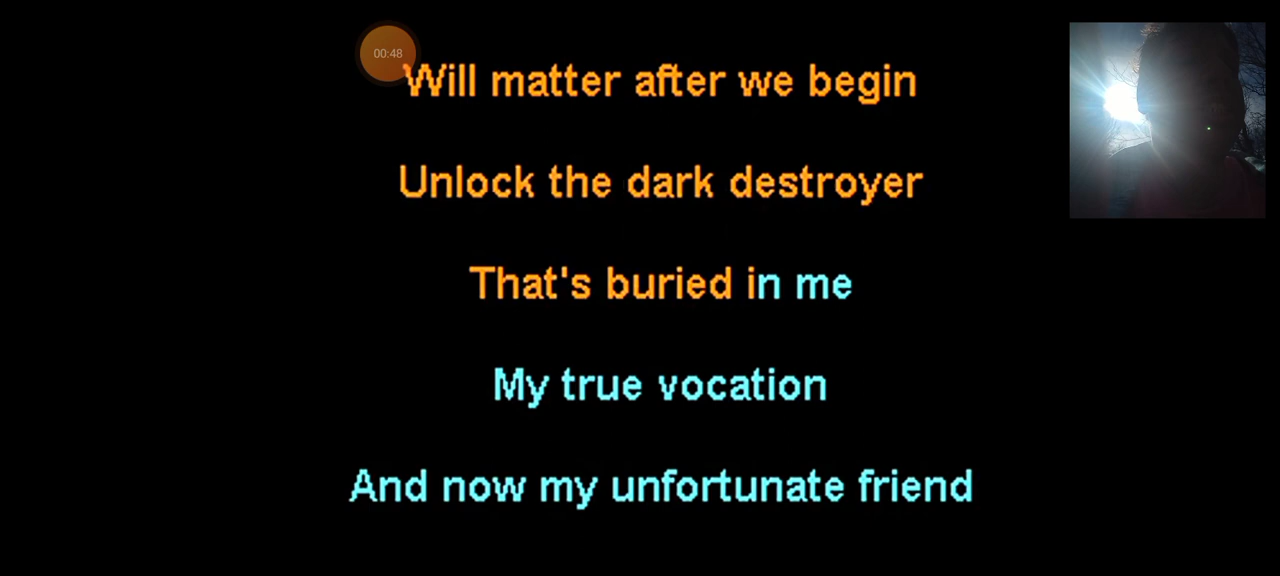 00:48
Will matter after we begin
Unlock the dark destroyer
That's buried in me
My true vocation
And now my unfortunate friend